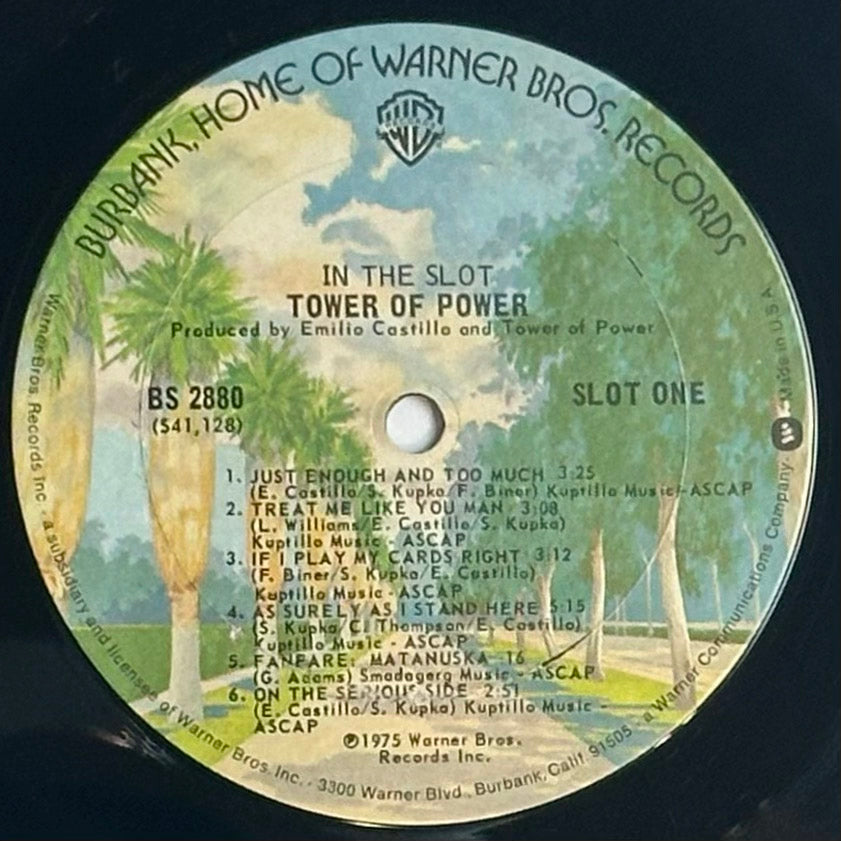 BURBANK, HOME OF WARNER BROS. RECORDS
IN THE SLOT
TOWER OF POWER
Produced by Emilio Castillo and Tower of Power
BS 2880
(S41,128)
SLOT ONE
1. JUST ENOUGH AND TOO MUCH 3:25
(E. Castillo/S. Kupka/F. Biner) Kuptillo Music-ASCAP
2. TREAT ME LIKE YOU MAN 3:08
(L. Williams/E. Castillo/S. Kupka)
Kuptillo Music - ASCAP
3. IF I PLAY MY CARDS RIGHT 3:12
(F. Biner/S. Kupka/E. Castillo)
Kuptillo Music - ASCAP
4. AS SURELY AS I STAND HERE 5:15
(S. Kupka/C. Thompson/E. Castillo)
Kuptillo Music - ASCAP
5. FANFARE: MATANUSKA :16
(G. Adams) Smadagerg Music - ASCAP
6. ON THE SERIOUS SIDE 2:51
(E. Castillo/S. Kupka) Kuptillo Music -
ASCAP
℗1975 Warner Bros.
Records Inc.
Warner Bros. Records Inc. - a subsidiary and licensee of Warner Bros. Inc. - 3300 Warner Blvd. Burbank, Calif. 91505 - a Warner Communications Company. Made in U.S.A.